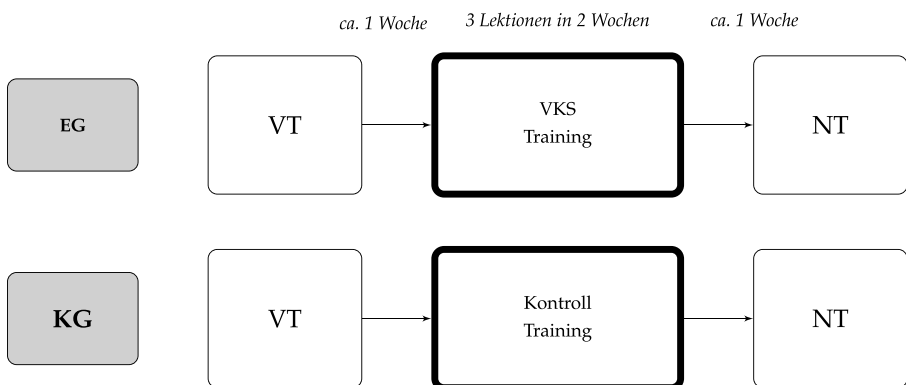 ca. 1 Woche
3 Lektionen in 2 Wochen
ca. 1 Woche
EG
VT
VKS
Training
NT
KG
VT
Kontroll
Training
NT